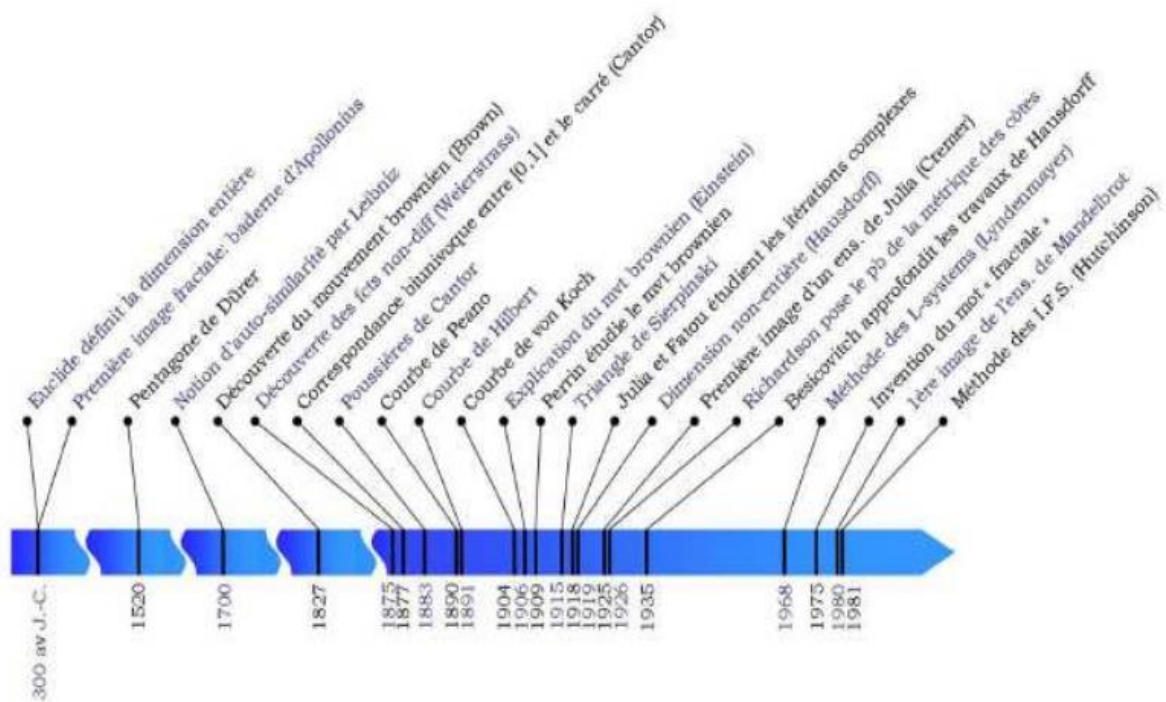 Euclide définit la dimension entière
Première image fractale: baderne d'Apollonius
Pentagone de Dürer
Notion d'auto-similarité par Leibniz
Découverte du mouvement brownien (Brown)
Découverte des fcts non-diff (Weierstrass)
Correspondance biunivoque entre [0,1] et le carré (Cantor)
Poussières de Cantor
Courbe de Peano
Courbe de Hilbert
Courbe de von Koch
Explication du mvt brownien (Einstein)
Perrin étudie le mvt brownien
Triangle de Sierpinski
Julia et Fatou étudient les itérations complexes
Dimension non-entière (Hausdorff)
Première image d'un ens. de Julia (Cremer)
Richardson pose le pb de la métrique des côtes
Besicovitch approfondit les travaux de Hausdorff
Méthode des L-systems (Lyndenmayer)
Invention du mot « fractale »
1ère image de l'ens. de Mandelbrot
Méthode des I.F.S. (Hutchinson)
300 av J.-C.
1520
1700
1827
1875
1877
1883
1890
1891
1904
1906
1909
1915
1918
1919
1925
1926
1935
1968
1975
1980
1981